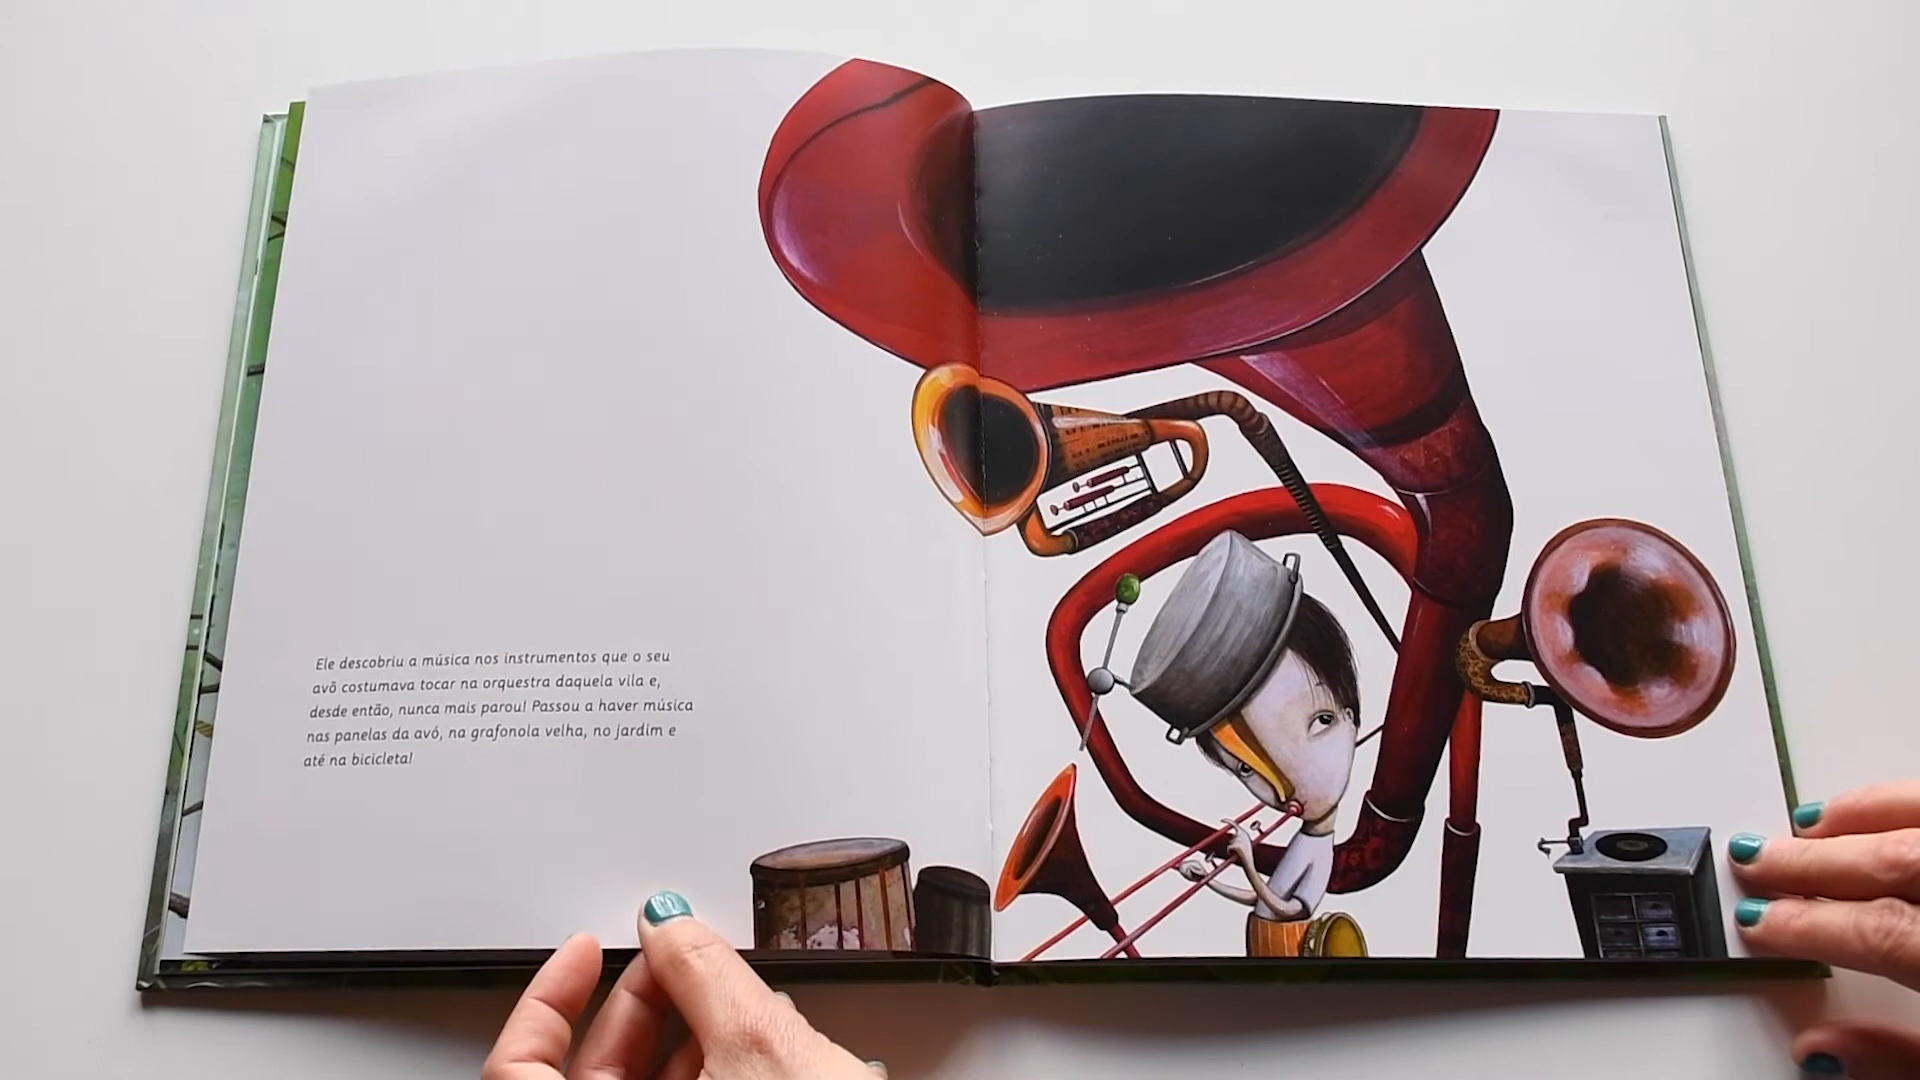 Ele descobriu a música nos instrumentos que o seu
avô costumava tocar na orquestra daquela vila e,
desde então, nunca mais parou! Passou a haver música
nas panelas da avó, na grafonola velha, no jardim e
até na bicicleta!